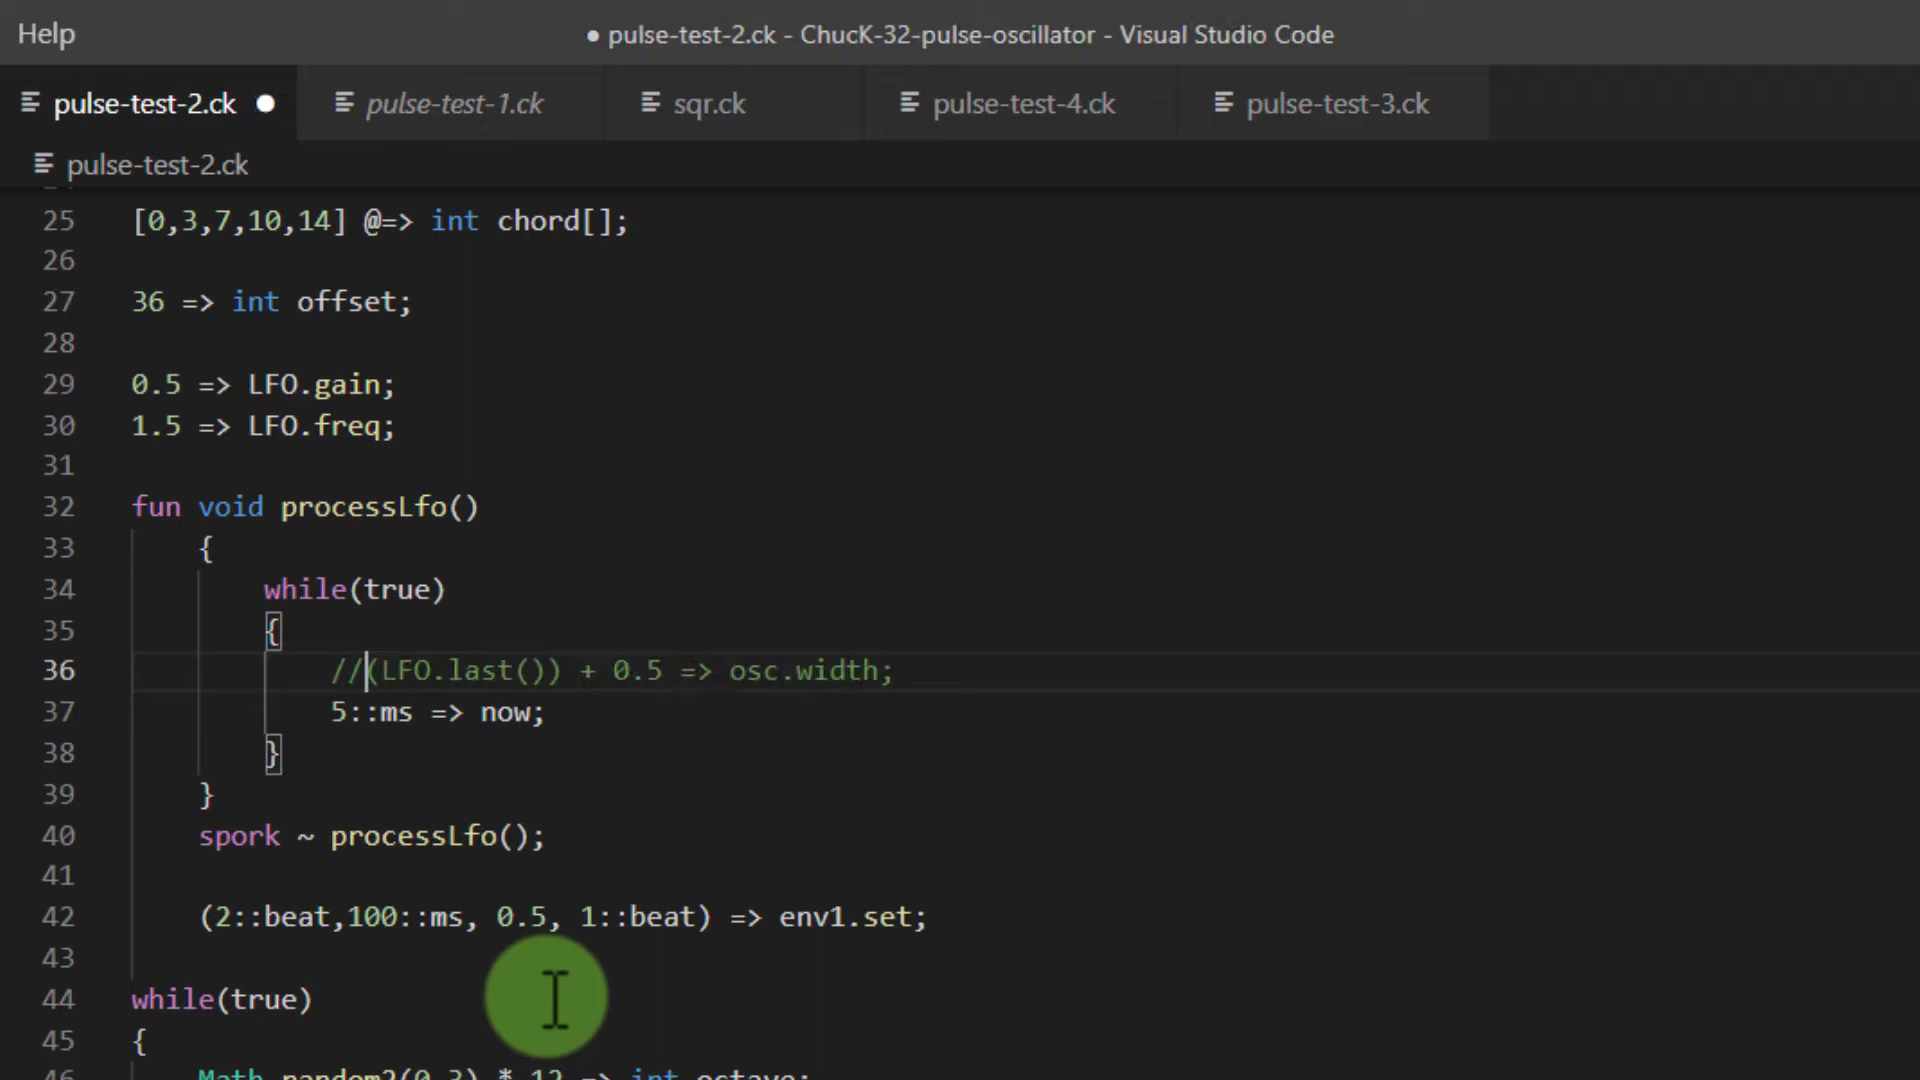 Help
● pulse-test-2.ck - ChucK-32-pulse-oscillator - Visual Studio Code
pulse-test-2.ck ● pulse-test-1.ck sqr.ck pulse-test-4.ck pulse-test-3.ck
pulse-test-2.ck
25 [0,3,7,10,14] @=> int chord[];
26
27 36 => int offset;
28
29 0.5 => LFO.gain;
30 1.5 => LFO.freq;
31
32 fun void processLfo()
33 {
34 while(true)
35 {
36 //(LFO.last()) + 0.5 => osc.width;
37 5::ms => now;
38 }
39 }
40 spork ~ processLfo();
41
42 (2::beat,100::ms, 0.5, 1::beat) => env1.set;
43
44 while(true)
45 {
46 Math.random2(0,3) * 12 => int octave;